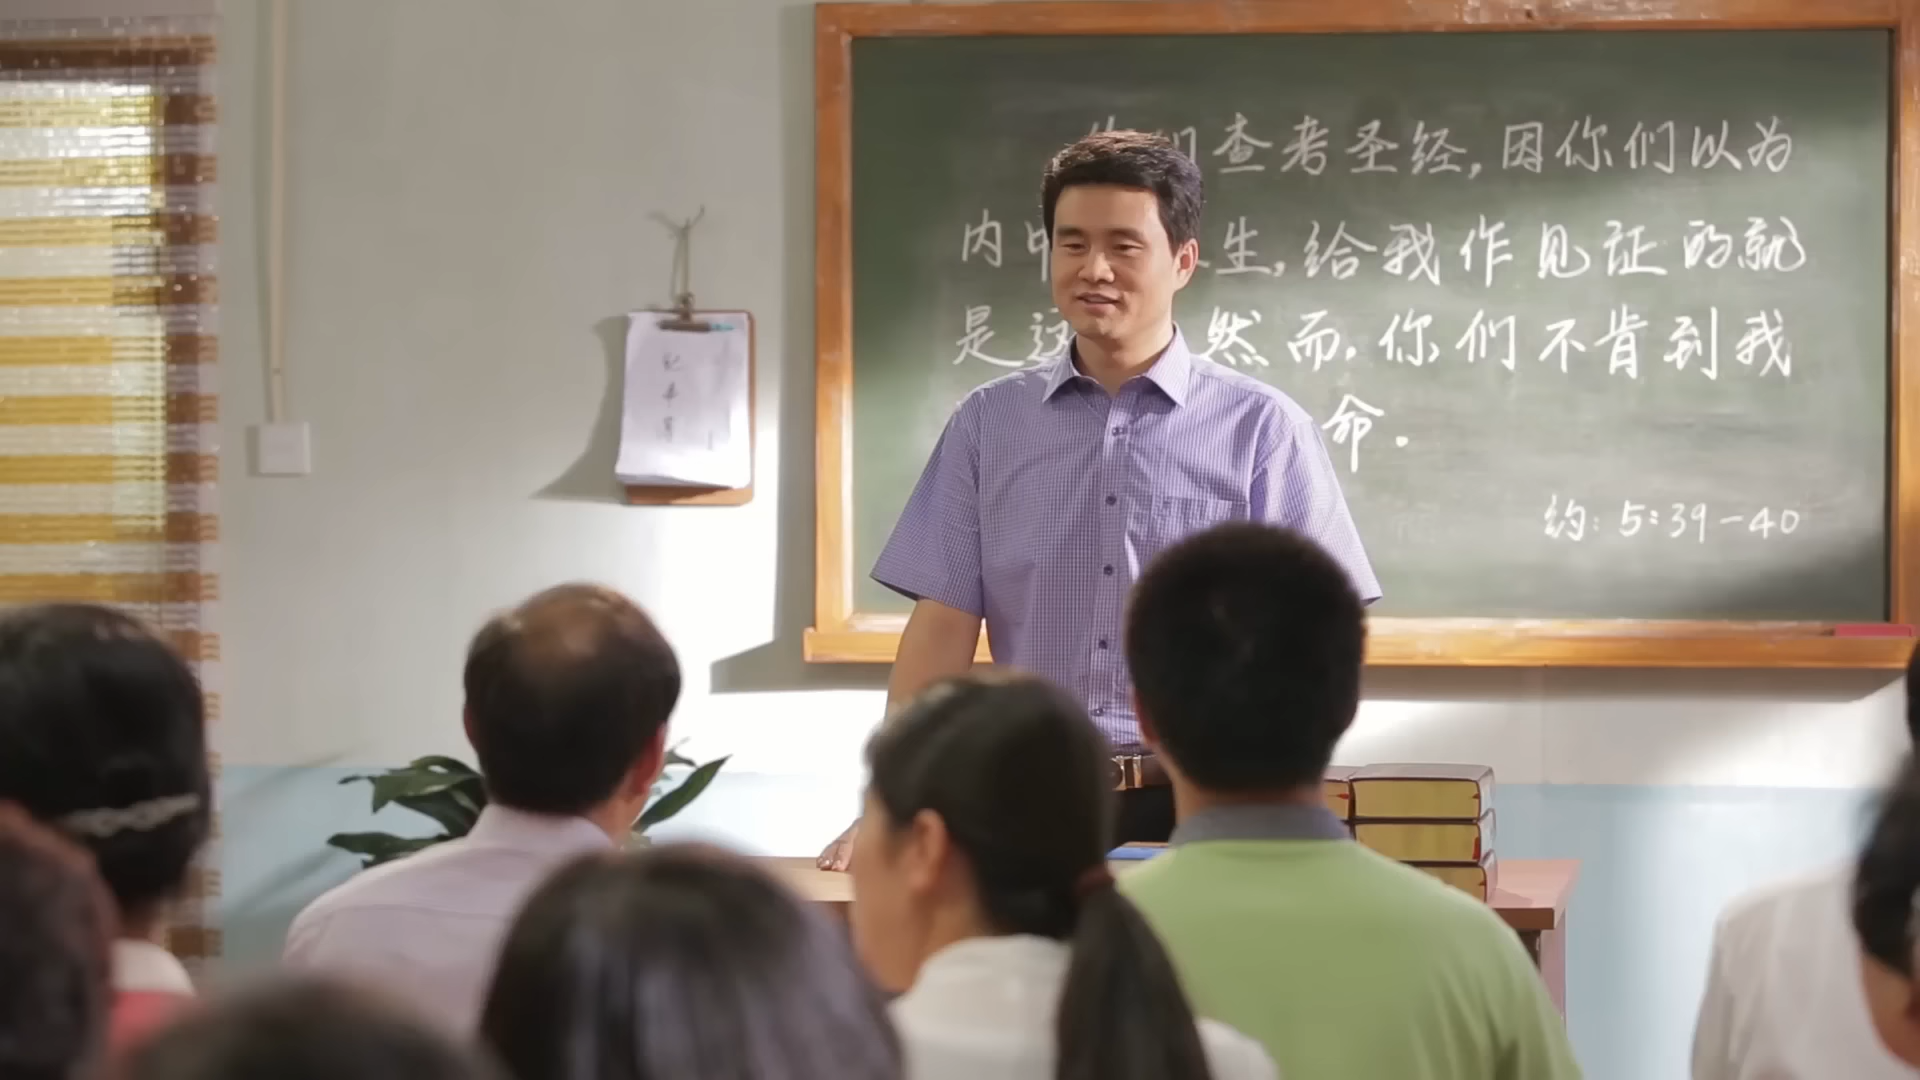 们查考圣经,因你们以为
内中 生,给我作见证的就
是这 然而,你们不肯到我
命.
约:5:39-40